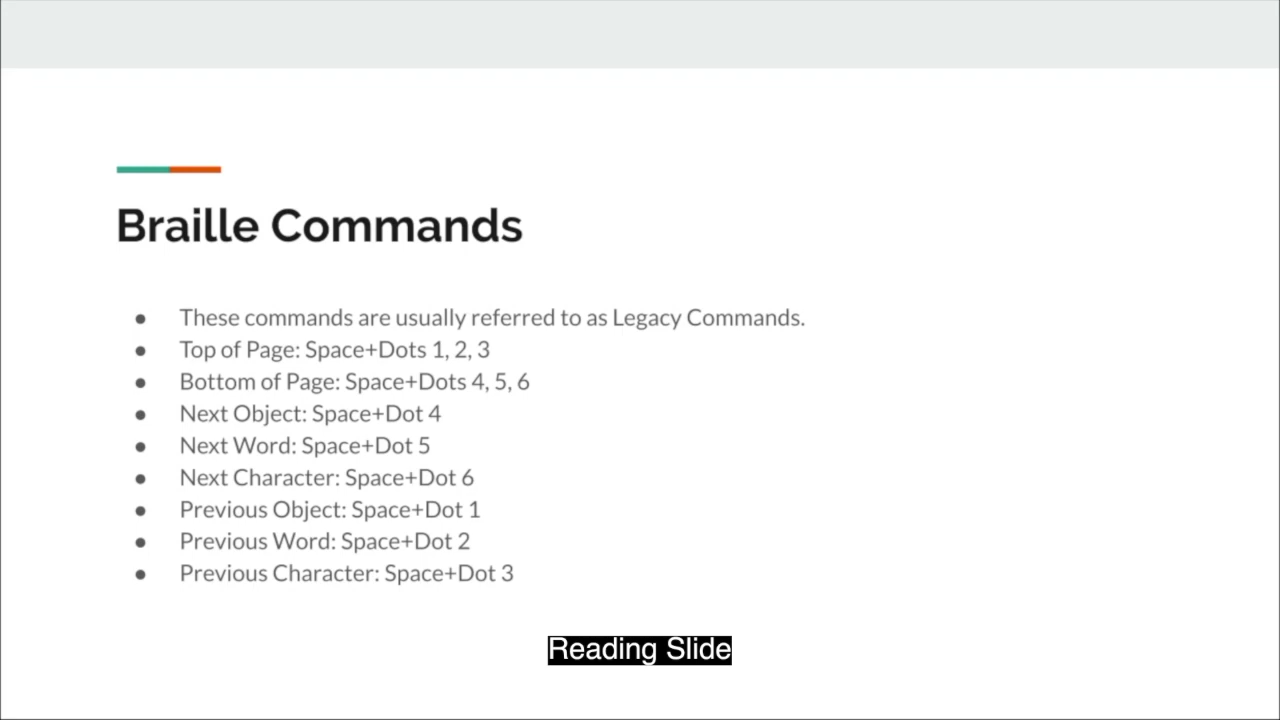 Braille Commands
● These commands are usually referred to as Legacy Commands.
● Top of Page: Space+Dots 1, 2, 3
● Bottom of Page: Space+Dots 4, 5, 6
● Next Object: Space+Dot 4
● Next Word: Space+Dot 5
● Next Character: Space+Dot 6
● Previous Object: Space+Dot 1
● Previous Word: Space+Dot 2
● Previous Character: Space+Dot 3
Reading Slide